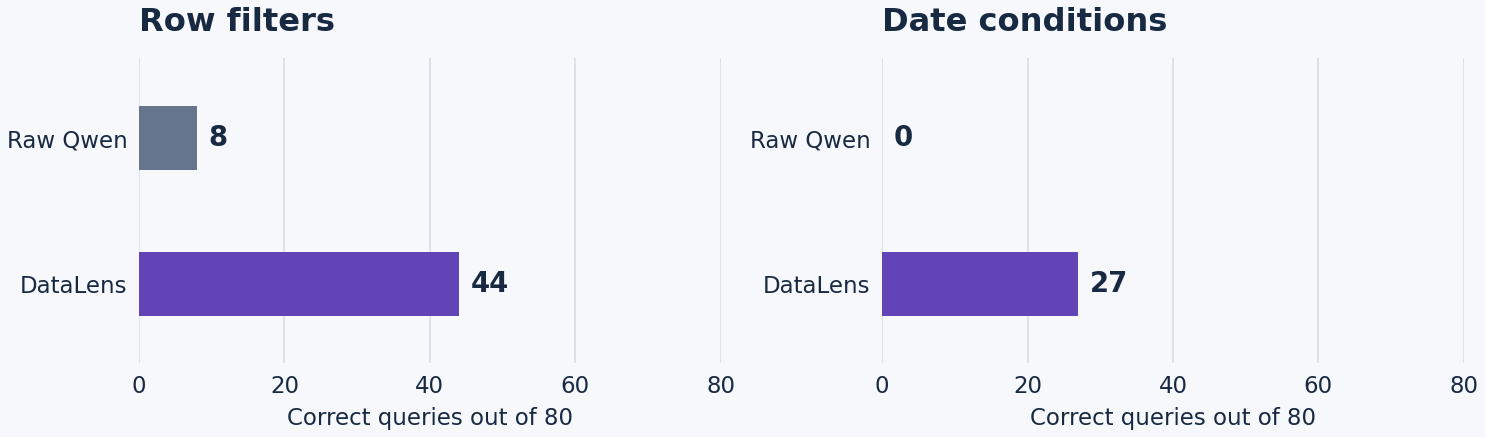 Row filters
Raw Qwen
8
DataLens
44
0 20 40 60 80
Correct queries out of 80
Date conditions
Raw Qwen
0
DataLens
27
0 20 40 60 80
Correct queries out of 80